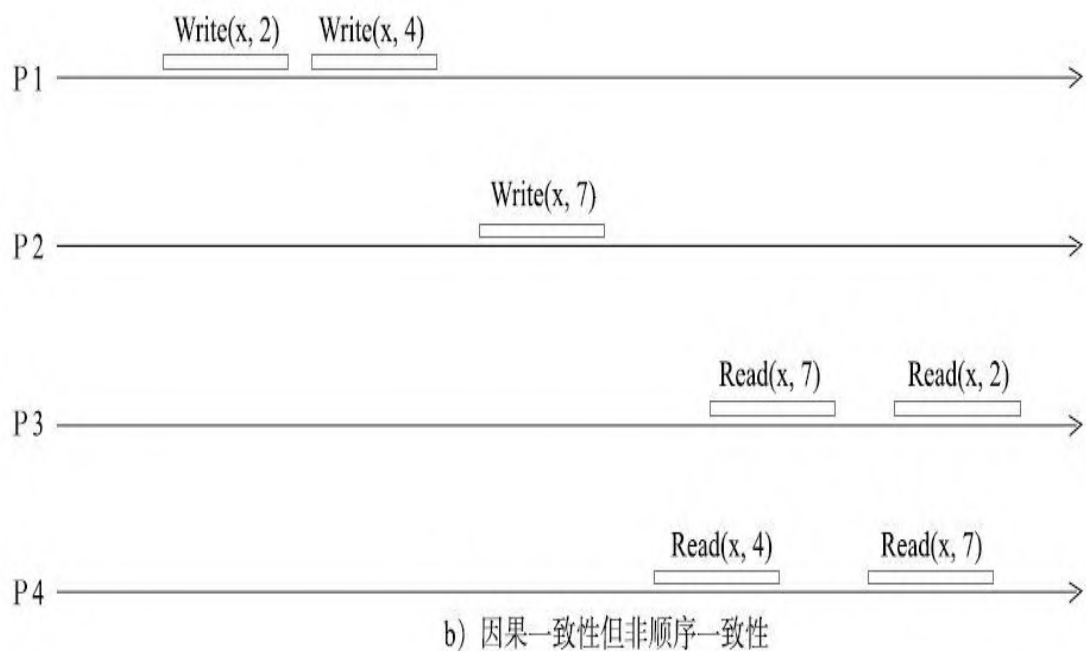 Write(x, 2) Write(x, 4)
P1
Write(x, 7)
P2
Read(x, 7) Read(x, 2)
P3
Read(x, 4) Read(x, 7)
P4
b）因果一致性但非顺序一致性